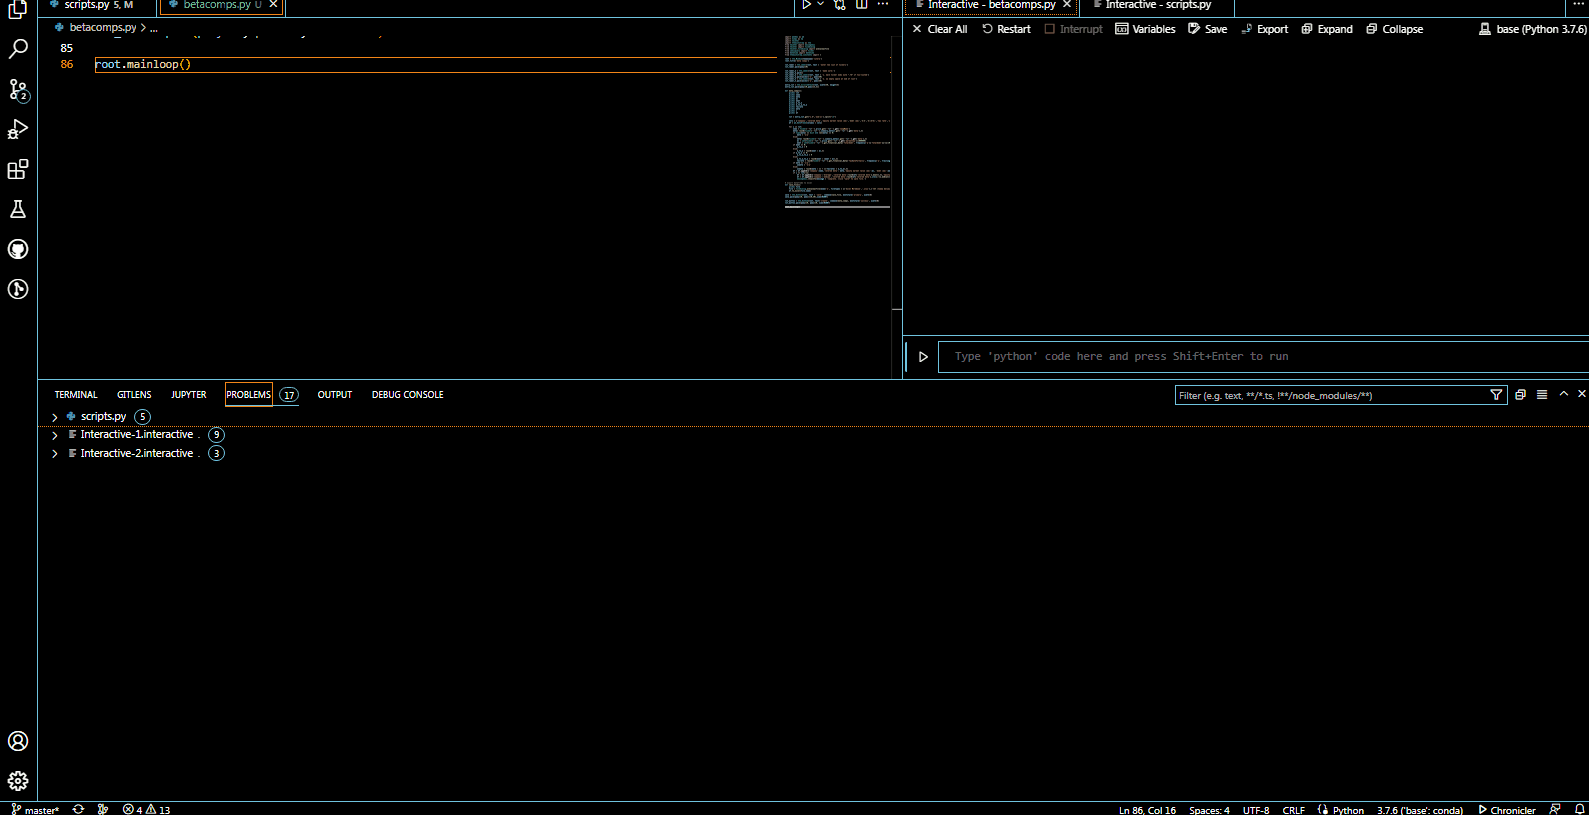 scripts.py 5, M
betacomps.py U
Interactive - betacomps.py
Interactive - scripts.py
betacomps.py > ...
Clear All Restart Interrupt Variables Save Export Expand Collapse base (Python 3.7.6)
85
86 root.mainloop()
Type 'python' code here and press Shift+Enter to run
TERMINAL GITLENS JUPYTER PROBLEMS 17 OUTPUT DEBUG CONSOLE
Filter (e.g. text, **/*.ts, !**/node_modules/**)
scripts.py 5
Interactive-1.interactive . 9
Interactive-2.interactive . 3
2
master* 4 13 Ln 86, Col 16 Spaces: 4 UTF-8 CRLF Python 3.7.6 ('base': conda) Chronicler